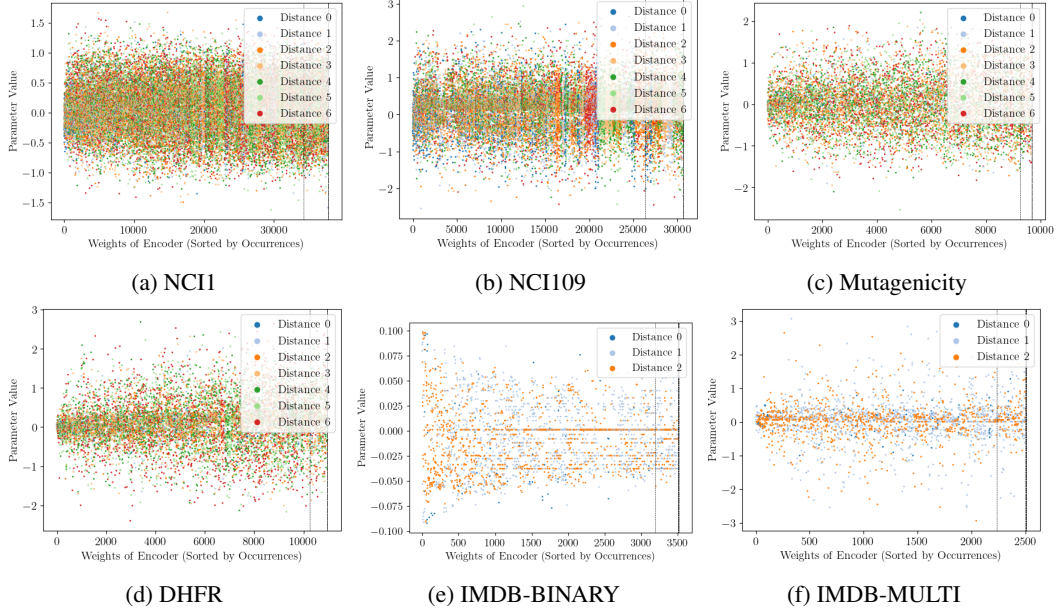 1.5
1.0
0.5
0.0
−0.5
−1.0
−1.5
Parameter Value
Distance 0
Distance 1
Distance 2
Distance 3
Distance 4
Distance 5
Distance 6
0 10000 20000 30000
Weights of Encoder (Sorted by Occurrences)
(a) NCI1
3
2
1
0
−1
−2
Parameter Value
Distance 0
Distance 1
Distance 2
Distance 3
Distance 4
Distance 5
Distance 6
0 5000 10000 15000 20000 25000 30000
Weights of Encoder (Sorted by Occurrences)
(b) NCI109
2
1
0
−1
−2
Parameter Value
Distance 0
Distance 1
Distance 2
Distance 3
Distance 4
Distance 5
Distance 6
0 2000 4000 6000 8000 10000
Weights of Encoder (Sorted by Occurrences)
(c) Mutagenicity
3
2
1
0
−1
−2
Parameter Value
Distance 0
Distance 1
Distance 2
Distance 3
Distance 4
Distance 5
Distance 6
0 2000 4000 6000 8000 10000
Weights of Encoder (Sorted by Occurrences)
(d) DHFR
0.100
0.075
0.050
0.025
0.000
−0.025
−0.050
−0.075
−0.100
Parameter Value
Distance 0
Distance 1
Distance 2
0 500 1000 1500 2000 2500 3000 3500
Weights of Encoder (Sorted by Occurrences)
(e) IMDB-BINARY
3
2
1
0
−1
−2
−3
Parameter Value
Distance 0
Distance 1
Distance 2
0 500 1000 1500 2000 2500
Weights of Encoder (Sorted by Occurrences)
(f) IMDB-MULTI